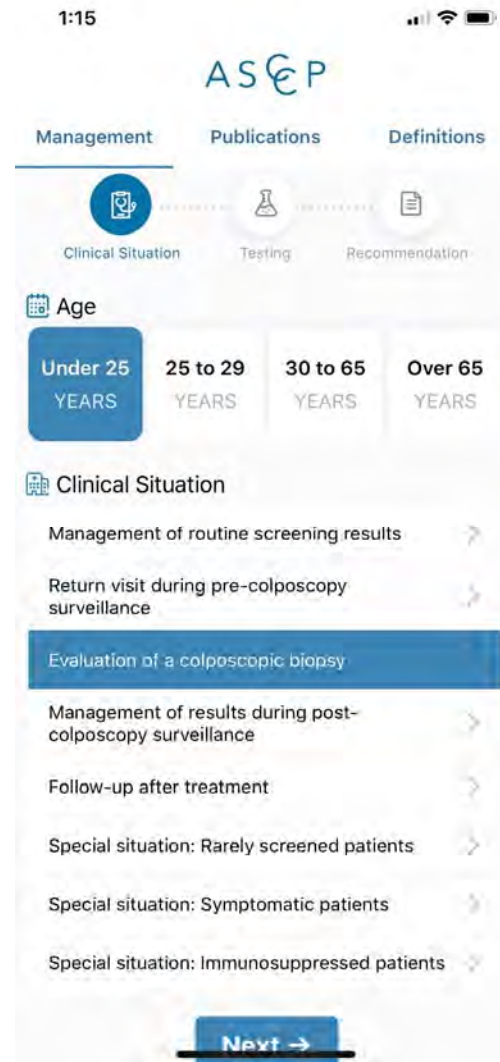 1:15
ASCCP
Management Publications Definitions
Clinical Situation Testing Recommendation
Age
Under 25 25 to 29 30 to 65 Over 65
YEARS YEARS YEARS YEARS
Clinical Situation
Management of routine screening results
Return visit during pre-colposcopy
surveillance
Evaluation of a colposcopic biopsy
Management of results during post-
colposcopy surveillance
Follow-up after treatment
Special situation: Rarely screened patients
Special situation: Symptomatic patients
Special situation: Immunosuppressed patients
Next →